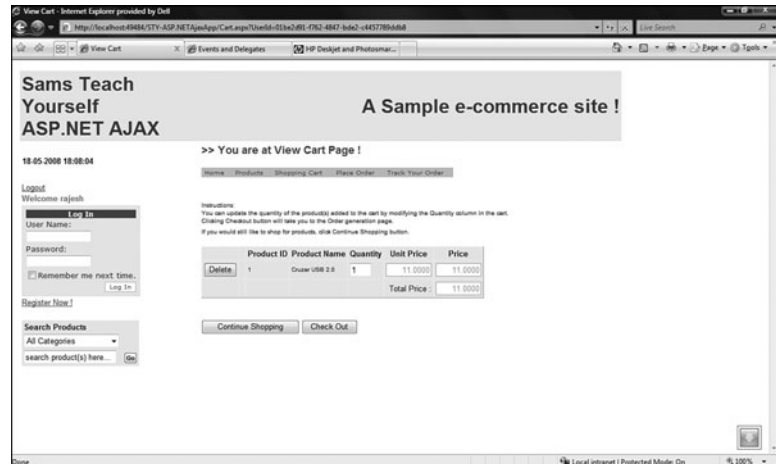 View Cart - Internet Explorer provided by Dell
http://localhost:49484/STY-ASP.NETAjaxApp/Cart.aspx?UserId=01be2d91-f762-4847-bde2-c4457789ddb8
Live Search
View Cart
Events and Delegates
HP Deskjet and Photosmar...
Page
Tools
Sams Teach
Yourself
ASP.NET AJAX
A Sample e-commerce site !
18-05-2008 18:08:04
>> You are at View Cart Page !
Home Products Shopping Cart Place Order Track Your Order
Logout
Welcome rajesh
Log In
User Name:
Password:
Remember me next time.
Log In
Register Now !
Search Products
All Categories
search product(s) here...
Go
Instructions:
You can update the quantity of the product(s) added to the cart by modifying the Quantity column in the cart.
Clicking Checkout button will take you to the Order generation page.
If you would still like to shop for products, click Continue Shopping button.
Product ID Product Name Quantity Unit Price Price
Delete 1 Cruzer USB 2.0 1 11.0000 11.0000
Total Price : 11.0000
Continue Shopping Check Out
Done
Local intranet | Protected Mode: On
100%